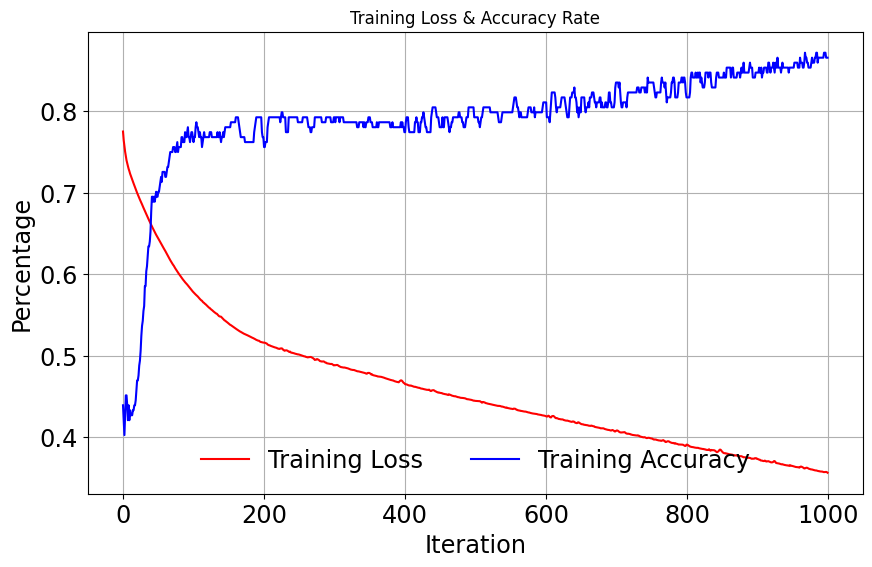 Training Loss & Accuracy Rate
0.8
0.7
0.6
0.5
0.4
Percentage
Training Loss
Training Accuracy
0
200
400
600
800
1000
Iteration